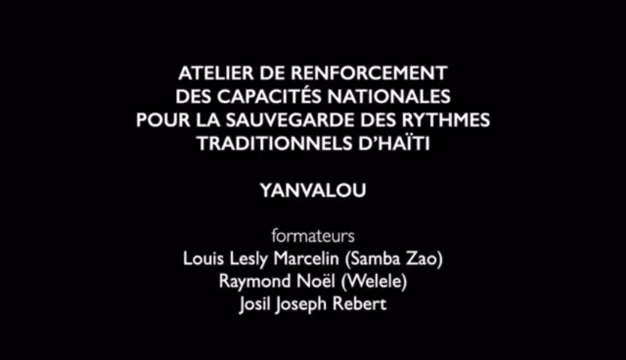 ATELIER DE RENFORCEMENT
DES CAPACITÉS NATIONALES
POUR LA SAUVEGARDE DES RYTHMES
TRADITIONNELS D'HAÏTI
YANVALOU
formateurs
Louis Lesly Marcelin (Samba Zao)
Raymond Noël (Welele)
Josil Joseph Rebert